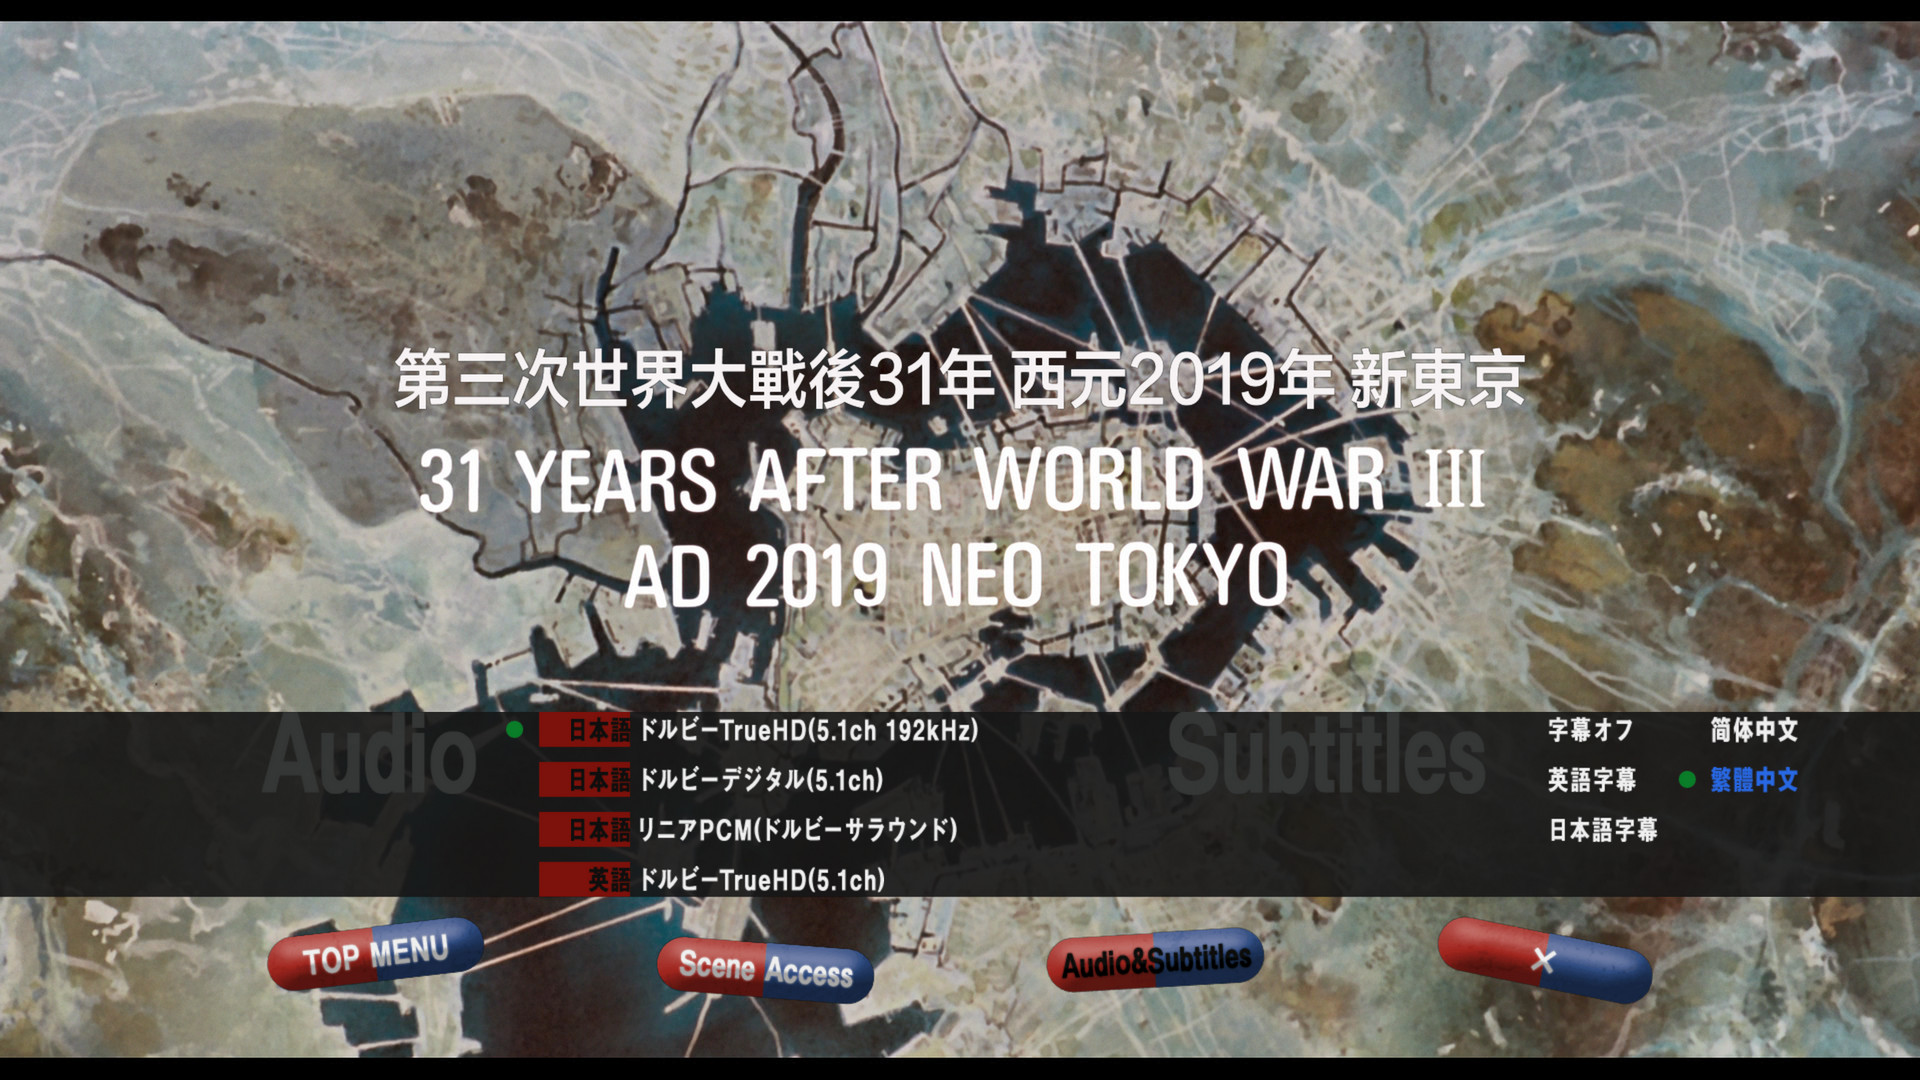 第三次世界大戰後31年 西元2019年 新東京
31 YEARS AFTER WORLD WAR III
AD 2019 NEO TOKYO
Audio
日本語 ドルビーTrueHD(5.1ch 192kHz)
日本語 ドルビーデジタル(5.1ch)
日本語 リニアPCM(ドルビーサラウンド)
英語 ドルビーTrueHD(5.1ch)
Subtitles
字幕オフ 简体中文
英語字幕 繁體中文
日本語字幕
TOP MENU Scene Access Audio&Subtitles ×